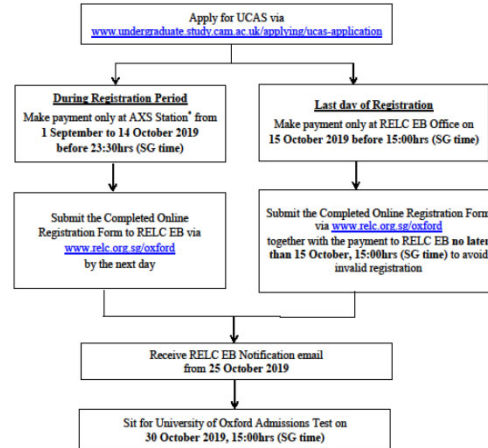 Apply for UCAS via
www.undergraduate.study.cam.ac.uk/applying/ucas-application
During Registration Period
Make payment only at AXS Station* from
1 September to 14 October 2019
before 23:30hrs (SG time)
Last day of Registration
Make payment only at RELC EB Office on
15 October 2019 before 15:00hrs (SG time)
Submit the Completed Online
Registration Form to RELC EB via
www.relc.org.sg/oxford
by the next day
Submit the Completed Online Registration Form
via www.relc.org.sg/oxford
together with the payment to RELC EB no later
than 15 October, 15:00hrs (SG time) to avoid
invalid registration
Receive RELC EB Notification email
from 25 October 2019
Sit for University of Oxford Admissions Test on
30 October 2019, 15:00hrs (SG time)